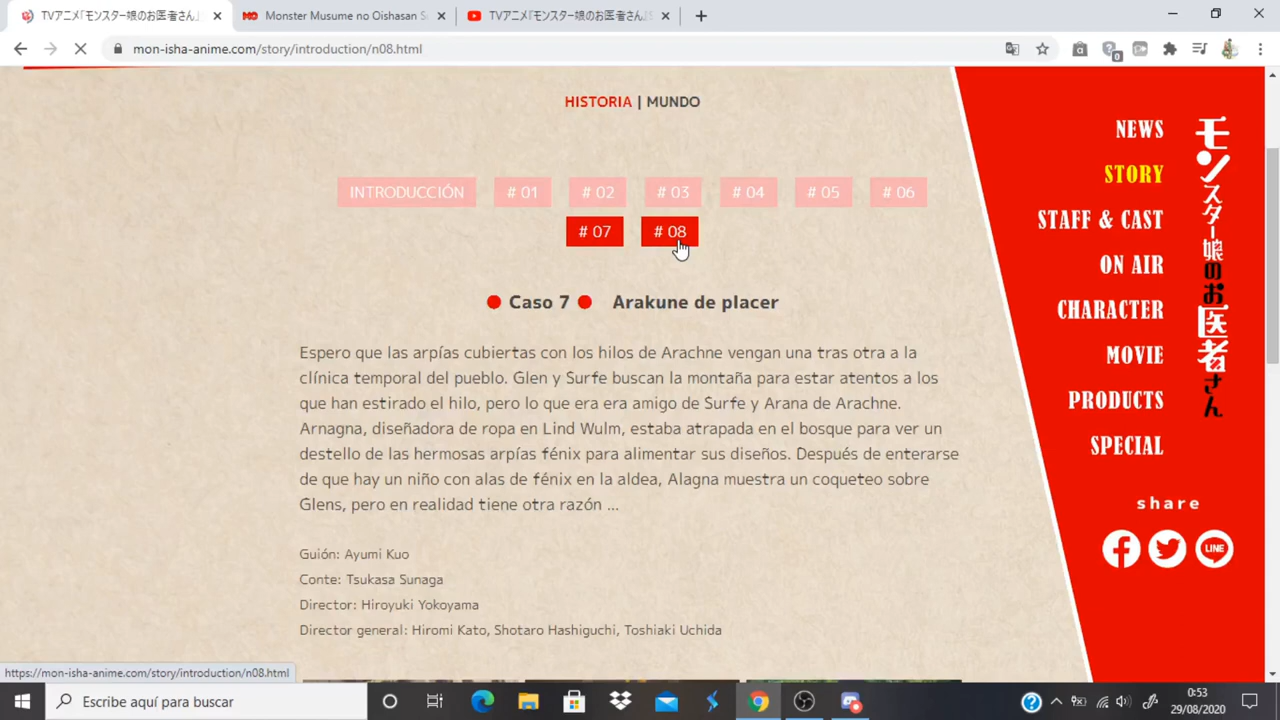 TVアニメ『モンスター娘のお医者さん』
Monster Musume no Oishasan S
TVアニメ『モンスター娘のお医者さん』
mon-isha-anime.com/story/introduction/n08.html
HISTORIA | MUNDO
INTRODUCCIÓN # 01 # 02 # 03 # 04 # 05 # 06
# 07 # 08
Caso 7 Arakune de placer
Espero que las arpías cubiertas con los hilos de Arachne vengan una tras otra a la
clínica temporal del pueblo. Glen y Surfe buscan la montaña para estar atentos a los
que han estirado el hilo, pero lo que era era amigo de Surfe y Arana de Arachne.
Arnagna, diseñadora de ropa en Lind Wulm, estaba atrapada en el bosque para ver un
destello de las hermosas arpías fénix para alimentar sus diseños. Después de enterarse
de que hay un niño con alas de fénix en la aldea, Alagna muestra un coqueteo sobre
Glens, pero en realidad tiene otra razón ...
Guión: Ayumi Kuo
Conte: Tsukasa Sunaga
Director: Hiroyuki Yokoyama
Director general: Hiromi Kato, Shotaro Hashiguchi, Toshiaki Uchida
NEWS
STORY
STAFF & CAST
ON AIR
CHARACTER
MOVIE
PRODUCTS
SPECIAL
モンスター娘のお医者さん
share
LINE
https://mon-isha-anime.com/story/introduction/n08.html
Escribe aquí para buscar
0:53
29/08/2020